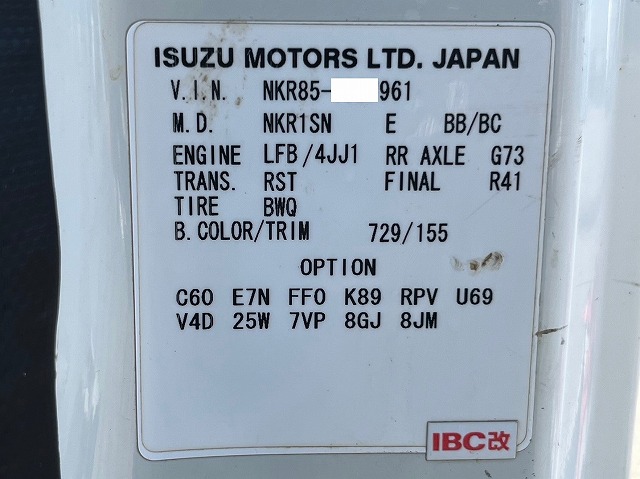 ISUZU MOTORS LTD. JAPAN
V.I.N. NKR85- 961
M.D. NKR1SN E BB/BC
ENGINE LFB/4JJ1 RR AXLE G73
TRANS. RST FINAL R41
TIRE BWQ
B.COLOR/TRIM 729/155
OPTION
C60 E7N FF0 K89 RPV U69
V4D 25W 7VP 8GJ 8JM
IBC改